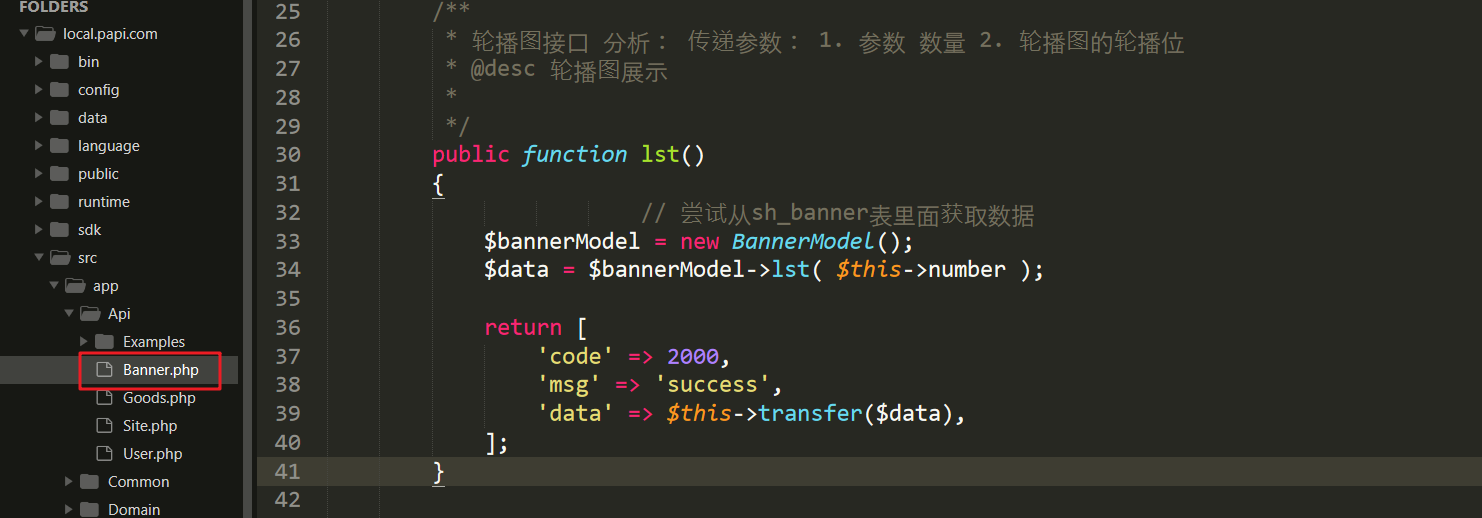 FOLDERS
local.papi.com
bin
config
data
language
public
runtime
sdk
src
app
Api
Examples
Banner.php
Goods.php
Site.php
User.php
Common
Domain
25 /**
26 * 轮播图接口 分析： 传递参数： 1. 参数 数量 2. 轮播图的轮播位
27 * @desc 轮播图展示
28 *
29 */
30 public function lst()
31 {
32 // 尝试从sh_banner表里面获取数据
33 $bannerModel = new BannerModel();
34 $data = $bannerModel->lst( $this->number );
35
36 return [
37 'code' => 2000,
38 'msg' => 'success',
39 'data' => $this->transfer($data),
40 ];
41 }
42